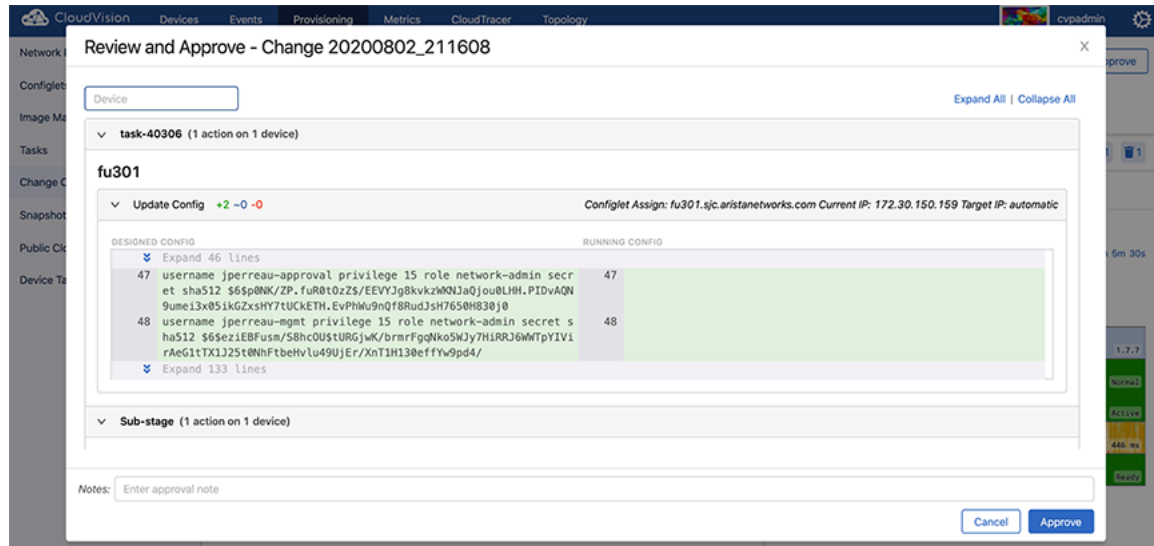 CloudVision Devices Events Provisioning Metrics CloudTracer Topology cvpadmin
Review and Approve - Change 20200802_211608 X
Network
Configlet
Image Ma
Tasks
Change C
Snapshot
Public Clo
Device Ta
pprove
Device
Expand All | Collapse All
task-40306 (1 action on 1 device)
1
fu301
Update Config +2 ~0 -0 Configlet Assign: fu301.sjc.aristanetworks.com Current IP: 172.30.150.159 Target IP: automatic
DESIGNED CONFIG RUNNING CONFIG
Expand 46 lines
5m 30s
47 username jperreau-approval privilege 15 role network-admin secr 47
et sha512 $6$p0NK/ZP.fuR0tOzZ$/EEVYJg8kvkzWKNJaQjou0LHH.PIDvAQN
9umei3x05ikGZxsHY7tUCkETH.EvPhWu9nQf8RudJsH7650H830j0
48 username jperreau-mgmt privilege 15 role network-admin secret s 48
ha512 $6$eziEBFusm/S8hcOU$tURGjwK/brmrFgqNko5WJy7HiRRJ6WWTpYIVi
rAeG1tTX1J25t0NhFtbeHvlu49UjEr/XnT1H130effYw9pd4/
Expand 133 lines
1.7.7
Normal
Active
446 ns
Ready
Sub-stage (1 action on 1 device)
Notes: Enter approval note
Cancel Approve